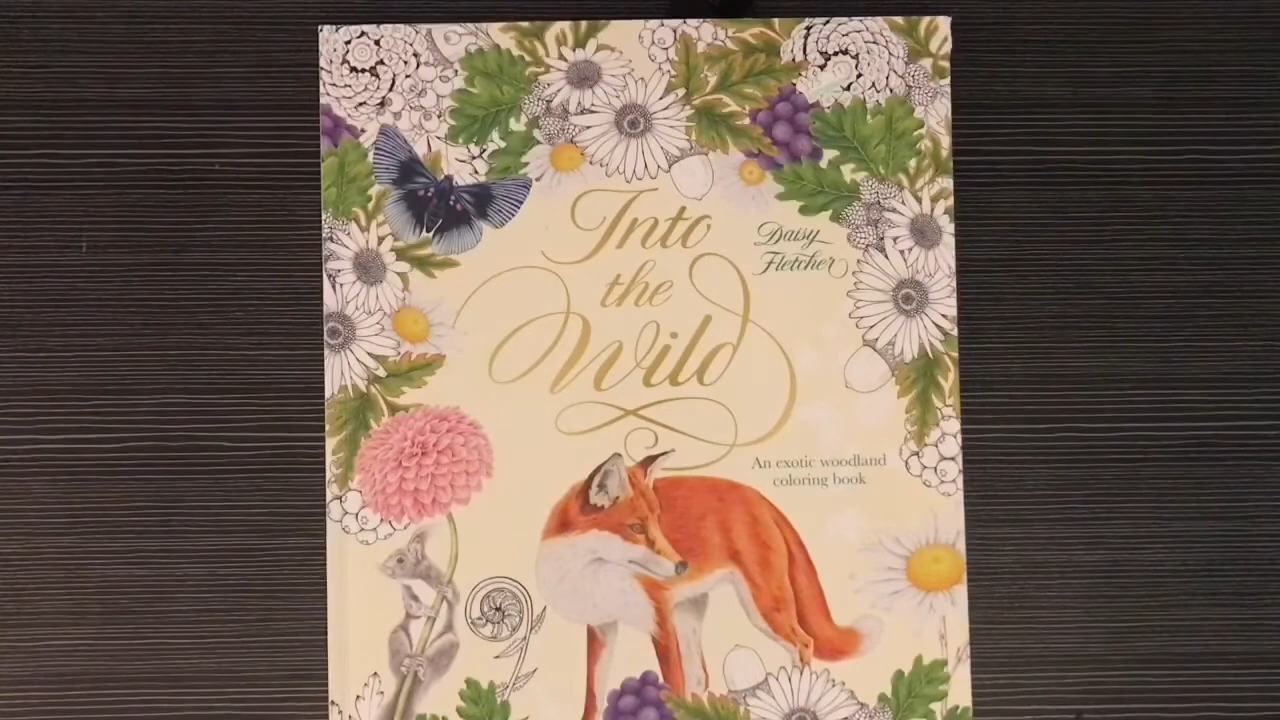 Into
the
Wild
Daisy
Fletcher
An exotic woodland
coloring book